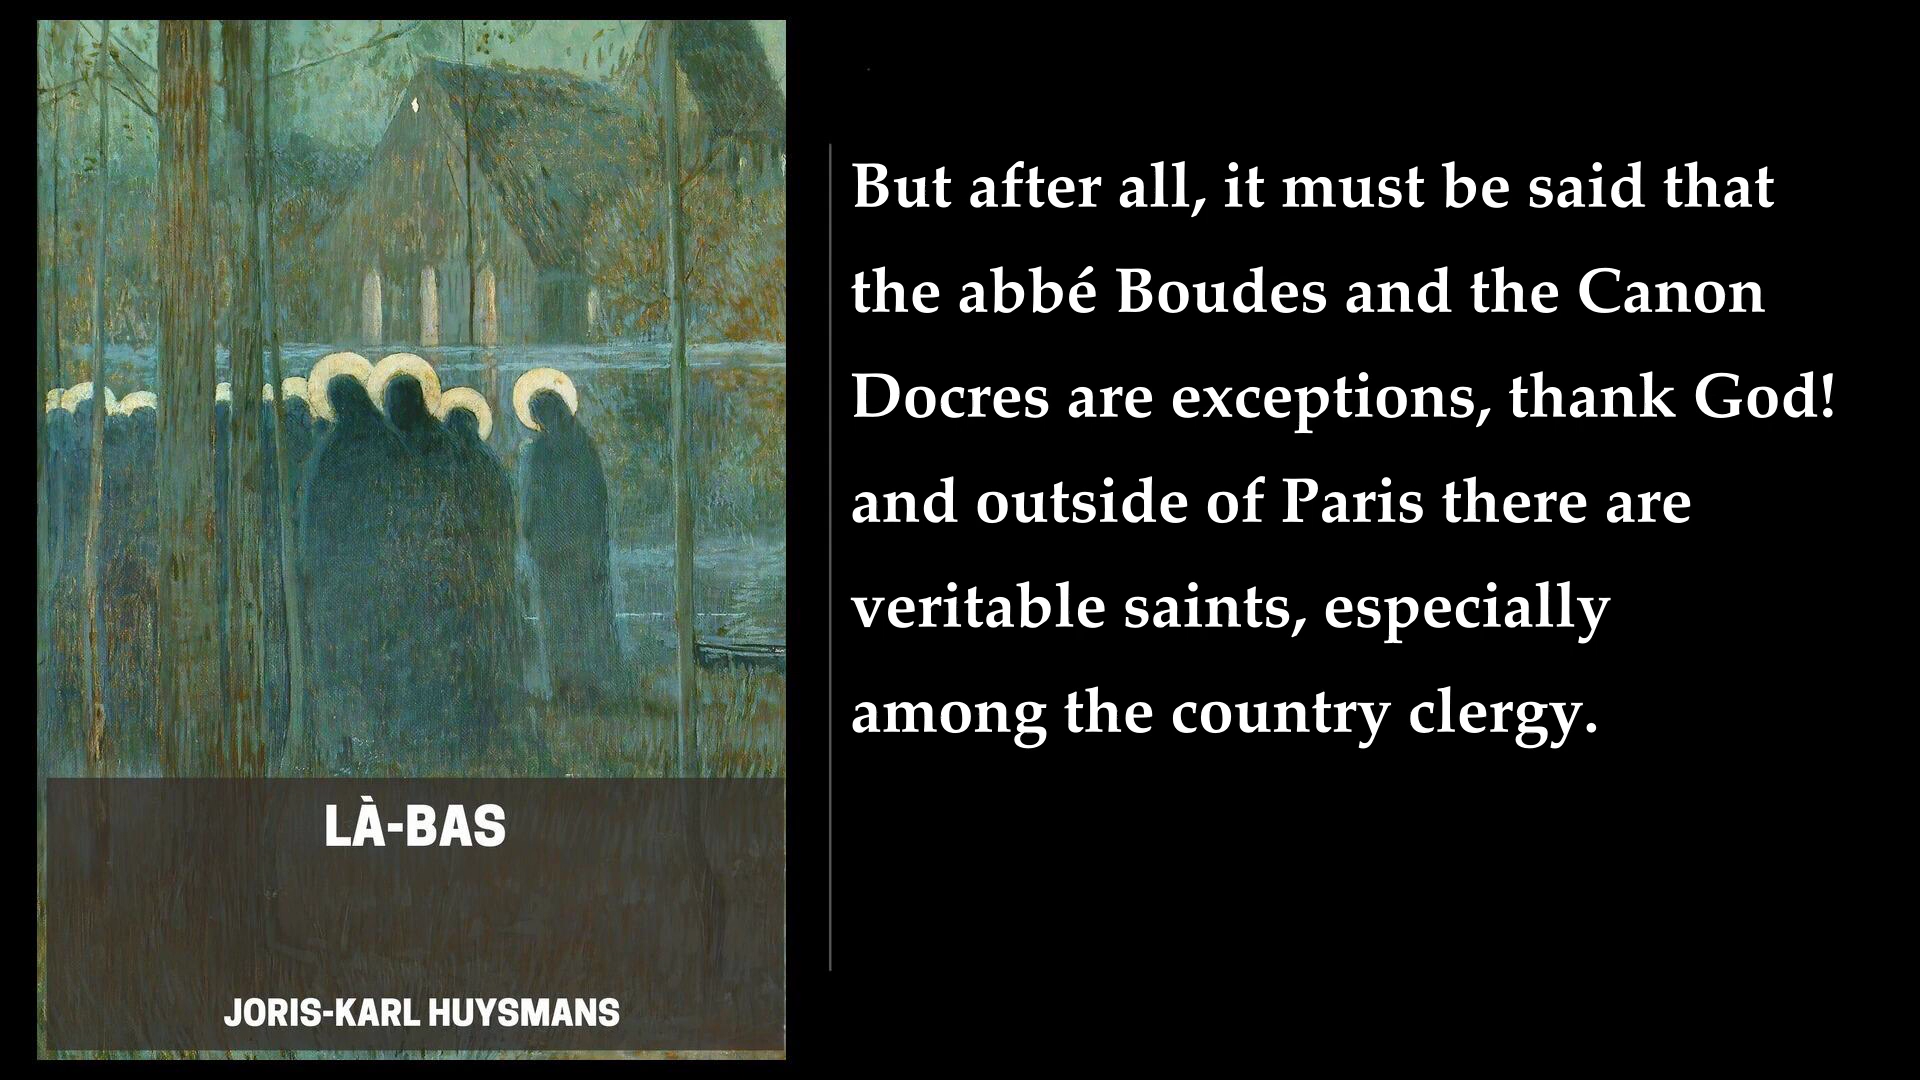 LÀ-BAS
JORIS-KARL HUYSMANS
But after all, it must be said that
the abbé Boudes and the Canon
Docres are exceptions, thank God!
and outside of Paris there are
veritable saints, especially
among the country clergy.